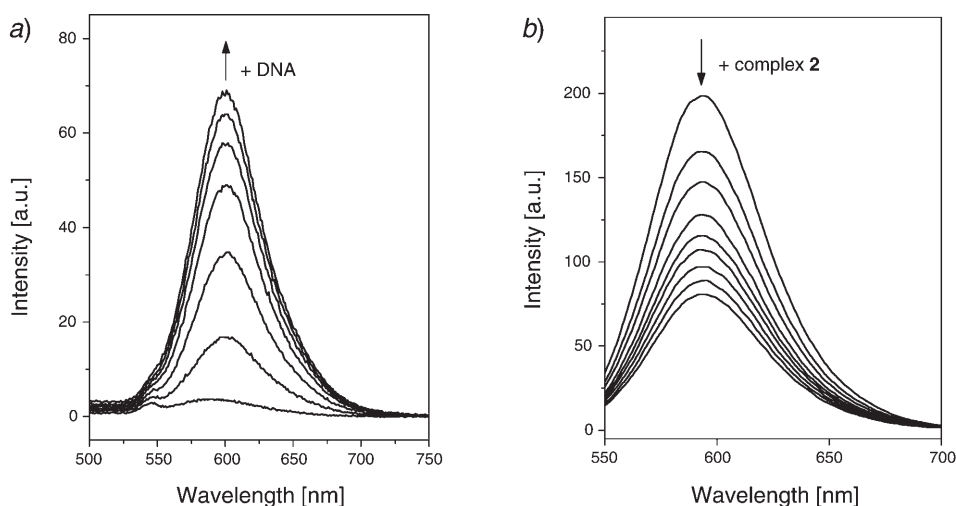 a)
+ DNA
Intensity [a.u.]
80
60
40
20
0
500 550 600 650 700 750
Wavelength [nm]
b)
+ complex 2
Intensity [a.u.]
200
150
100
50
0
550 600 650 700
Wavelength [nm]